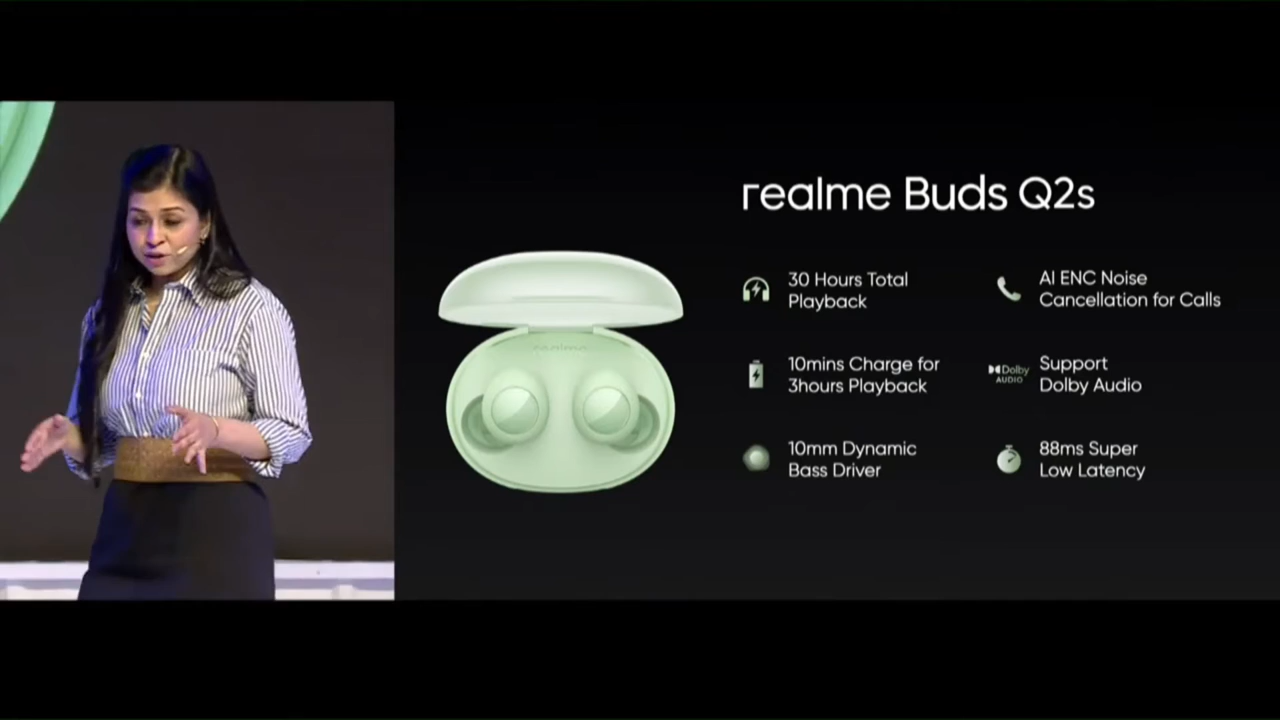 realme Buds Q2s
30 Hours Total
Playback
AI ENC Noise
Cancellation for Calls
10mins Charge for
3hours Playback
Dolby
AUDIO
Support
Dolby Audio
10mm Dynamic
Bass Driver
88ms Super
Low Latency
realme